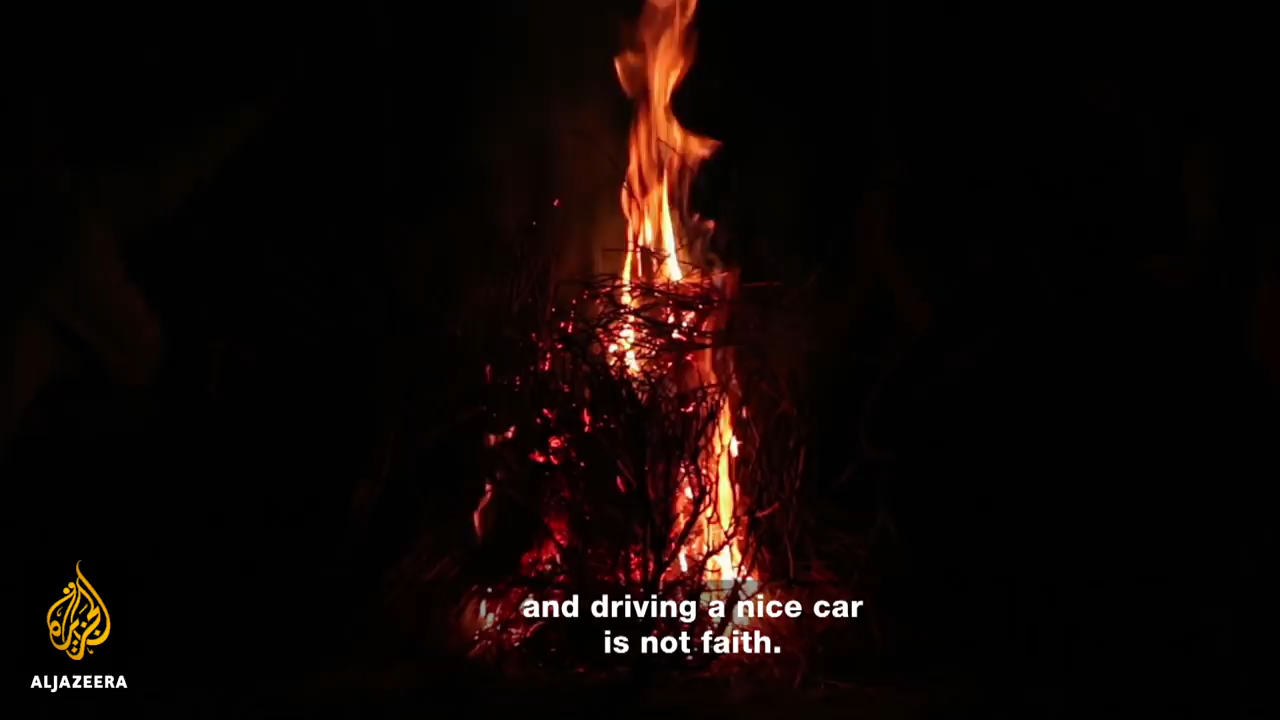 and driving a nice car
is not faith.
الجزيرة
ALJAZEERA